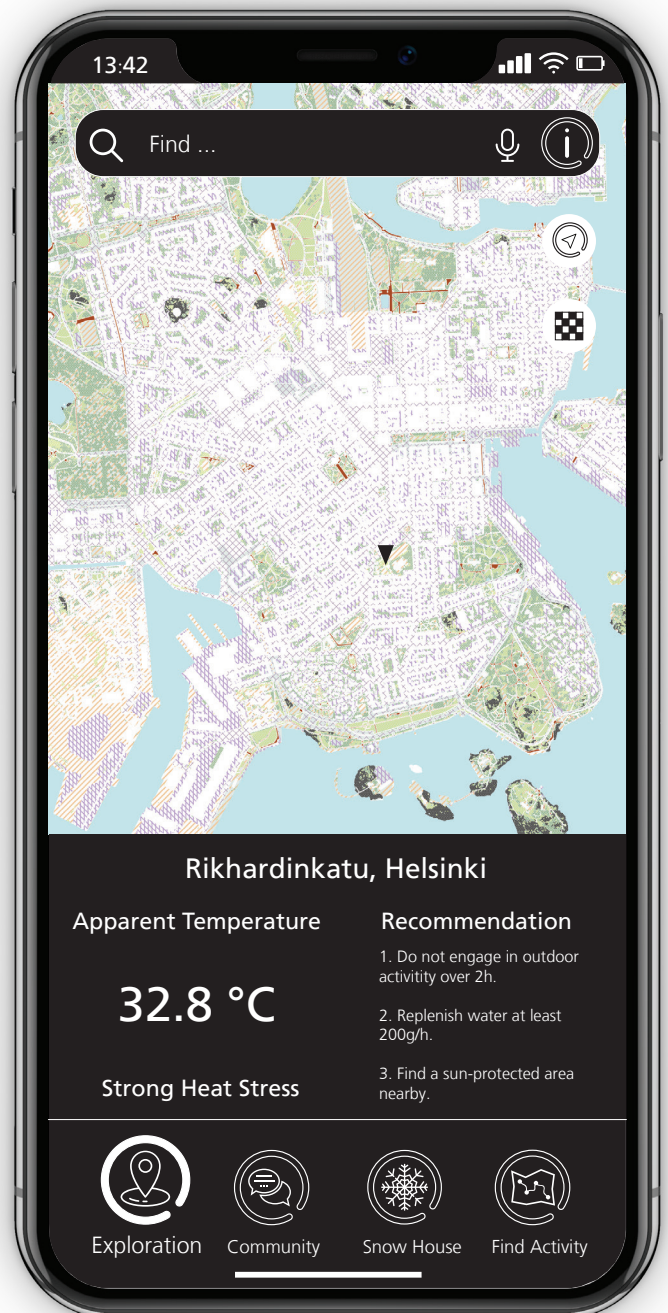 13:42
Find ...
i
Rikhardinkatu, Helsinki
Apparent Temperature
32.8 °C
Strong Heat Stress
Recommendation
1. Do not engage in outdoor
activitity over 2h.
2. Replenish water at least
200g/h.
3. Find a sun-protected area
nearby.
Exploration
Community
Snow House
Find Activity